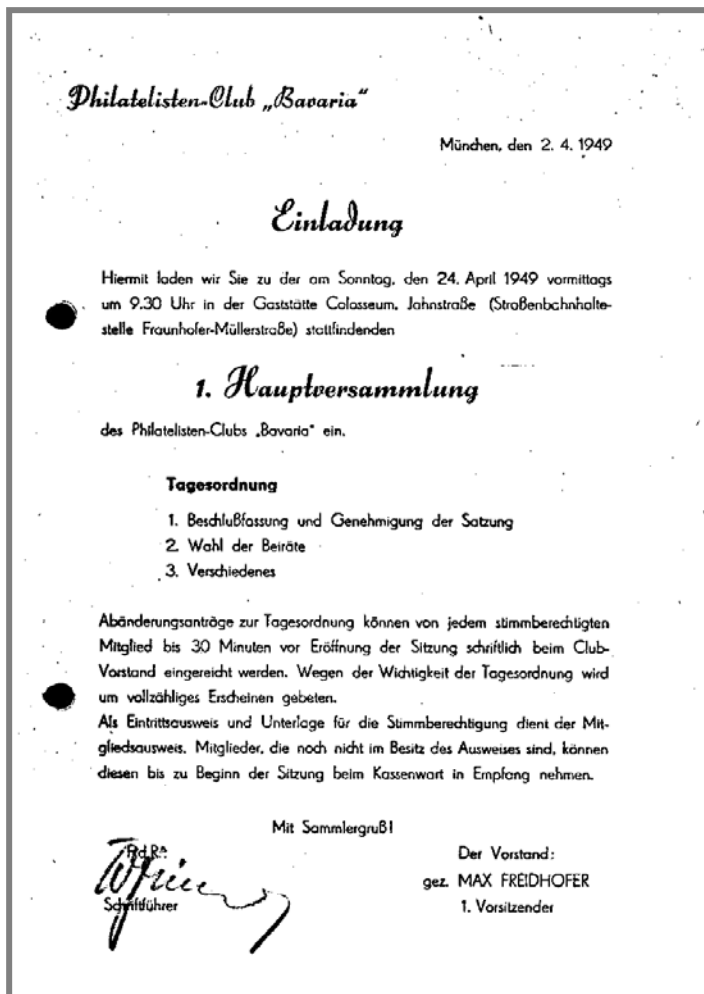 Philatelisten-Club „Bavaria“
München, den 2. 4. 1949
Einladung
Hiermit laden wir Sie zu der am Sonntag, den 24. April 1949 vormittags
um 9.30 Uhr in der Gaststätte Colosseum, Jahnstraße (Straßenbahnhalte-
stelle Fraunhofer-Müllerstraße) stattfindenden
1. Hauptversammlung
des Philatelisten-Clubs „Bavaria“ ein.
Tagesordnung
1. Beschlußfassung und Genehmigung der Satzung
2. Wahl der Beiräte
3. Verschiedenes
Abänderungsanträge zur Tagesordnung können von jedem stimmberechtigten
Mitglied bis 30 Minuten vor Eröffnung der Sitzung schriftlich beim Club-
Vorstand eingereicht werden. Wegen der Wichtigkeit der Tagesordnung wird
um vollzähliges Erscheinen gebeten.
Als Eintrittsausweis und Unterlage für die Stimmberechtigung dient der Mit-
gliedsausweis. Mitglieder, die noch nicht im Besitz des Ausweises sind, können
diesen bis zu Beginn der Sitzung beim Kassenwart in Empfang nehmen.
Mit Sammlergruß!
F.d.R.:
Schriftführer
Der Vorstand:
gez. MAX FREIDHOFER
1. Vorsitzender